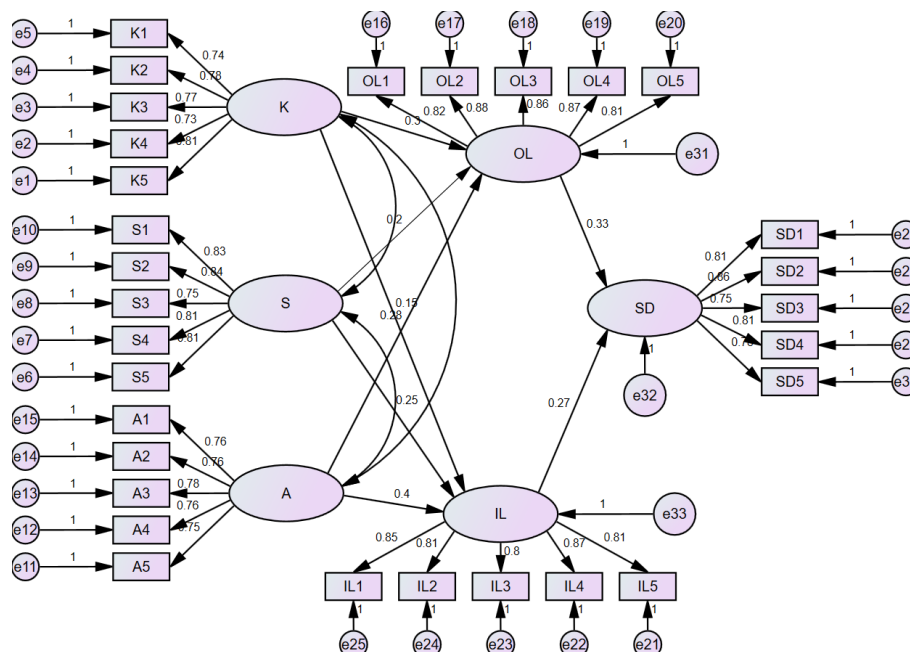 e16 e17 e18 e19 e20
1 1 1 1 1
OL1 OL2 OL3 OL4 OL5
0.82 0.88 0.86 0.87 0.81
e5 1 K1 0.74
e4 1 K2 0.78
e3 1 K3 0.77
e2 1 K4 0.73
e1 1 K5 0.81
K
0.3
OL
1 e31
e10 1 S1 0.83
e9 1 S2 0.84
e8 1 S3 0.75
e7 1 S4 0.81
e6 1 S5 0.81
S
0.2
0.15
0.28
0.25
0.33
SD
0.81 SD1 1
0.86 SD2 1
0.75 SD3 1
0.81 SD4 1
SD5 1
1
e32
0.27
e15 1 A1 0.76
e14 1 A2 0.76
e13 1 A3 0.78
e12 1 A4 0.76
e11 1 A5 0.75
A
0.4
IL
1 e33
0.85 0.81 0.8 0.87 0.81
IL1 IL2 IL3 IL4 IL5
1 1 1 1 1
e25 e24 e23 e22 e21